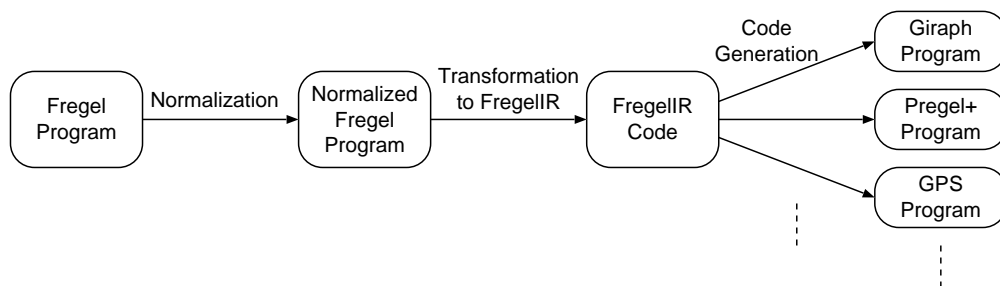 Fregel
Program
Normalization
Normalized
Fregel
Program
Transformation
to FregelIR
FregelIR
Code
Code
Generation
Giraph
Program
Pregel+
Program
GPS
Program